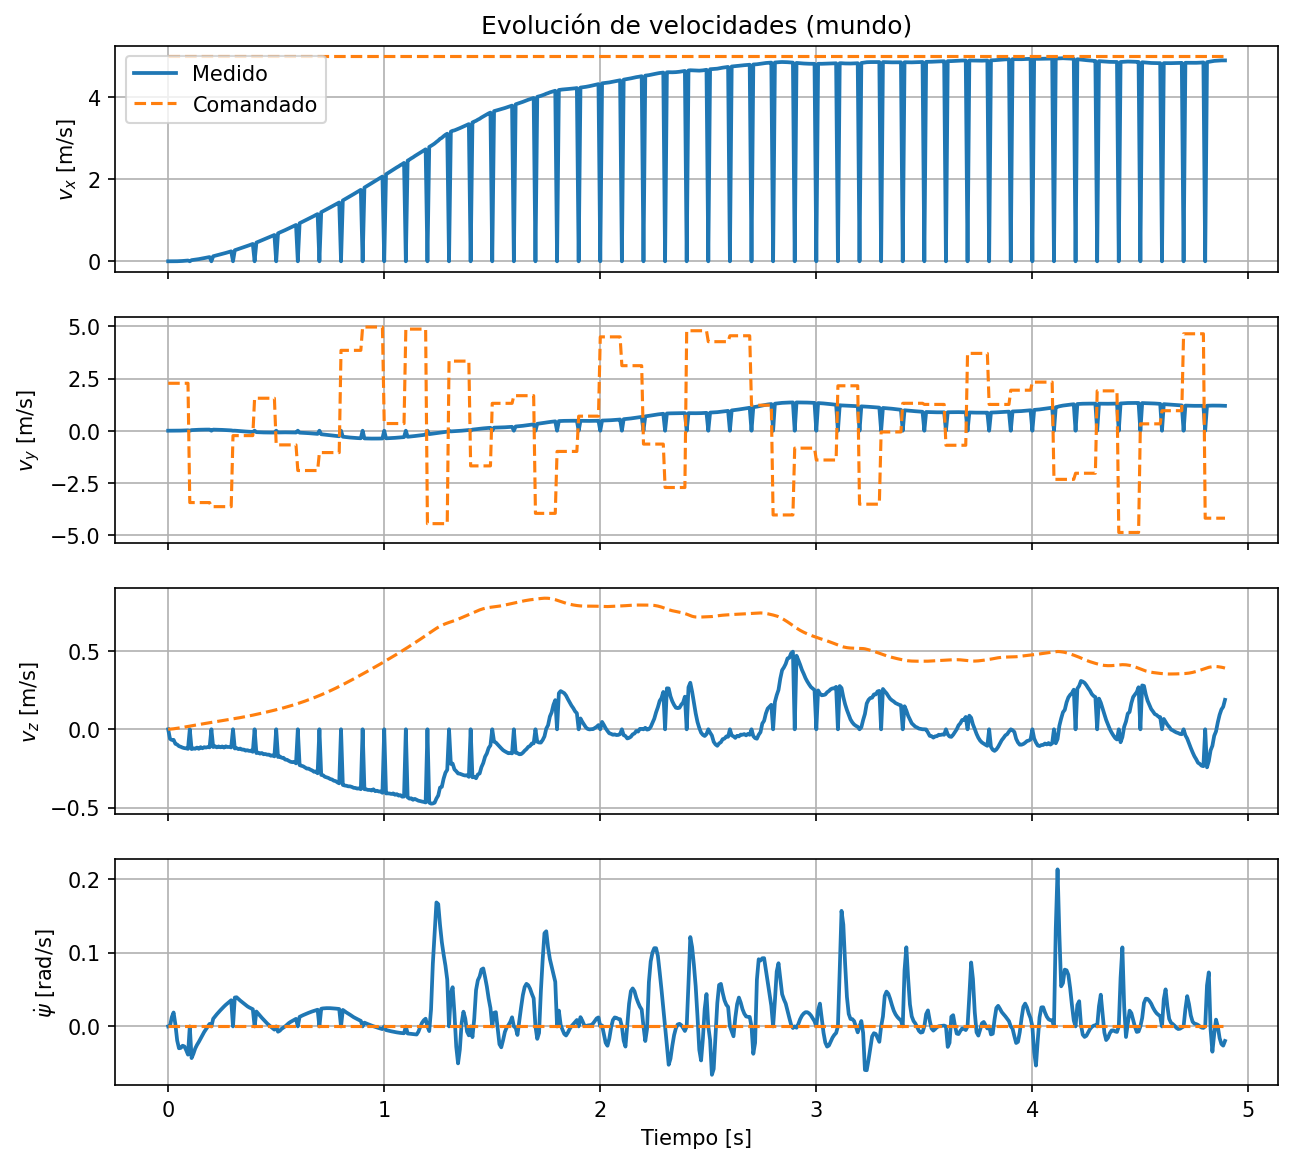 Evolución de velocidades (mundo)
Medido
Comandado
4
2
0
v_x [m/s]
5.0
2.5
0.0
−2.5
−5.0
v_y [m/s]
0.5
0.0
−0.5
v_z [m/s]
0.2
0.1
0.0
ψ̇ [rad/s]
0 1 2 3 4 5
Tiempo [s]